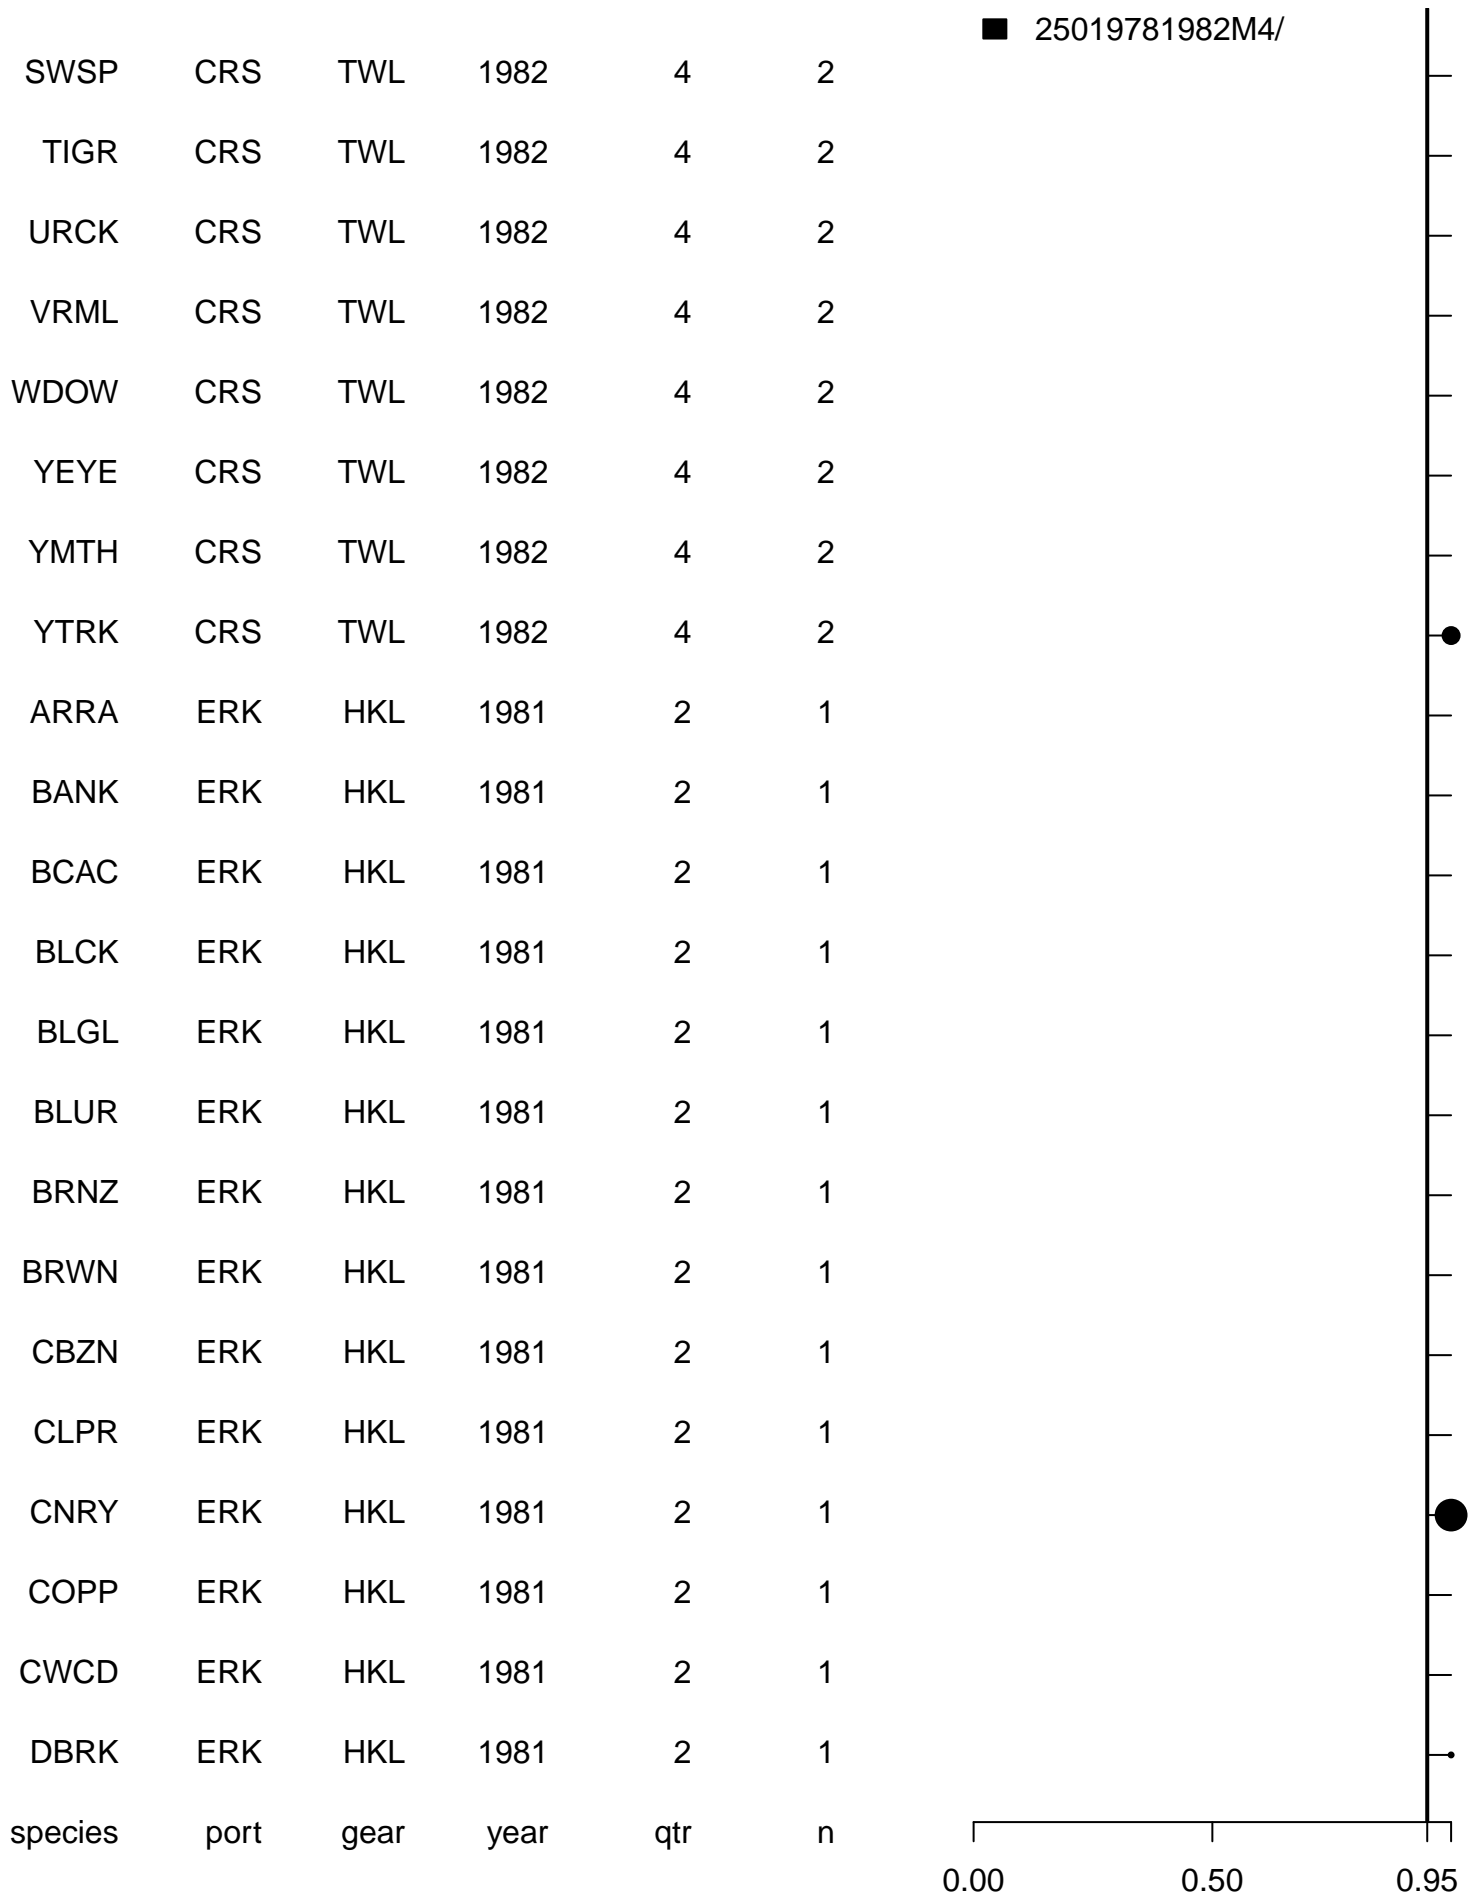 25019781982M4/
SWSP CRS TWL 1982 4 2
TIGR CRS TWL 1982 4 2
URCK CRS TWL 1982 4 2
VRML CRS TWL 1982 4 2
WDOW CRS TWL 1982 4 2
YEYE CRS TWL 1982 4 2
YMTH CRS TWL 1982 4 2
YTRK CRS TWL 1982 4 2
ARRA ERK HKL 1981 2 1
BANK ERK HKL 1981 2 1
BCAC ERK HKL 1981 2 1
BLCK ERK HKL 1981 2 1
BLGL ERK HKL 1981 2 1
BLUR ERK HKL 1981 2 1
BRNZ ERK HKL 1981 2 1
BRWN ERK HKL 1981 2 1
CBZN ERK HKL 1981 2 1
CLPR ERK HKL 1981 2 1
CNRY ERK HKL 1981 2 1
COPP ERK HKL 1981 2 1
CWCD ERK HKL 1981 2 1
DBRK ERK HKL 1981 2 1
species port gear year qtr n
0.00 0.50 0.95